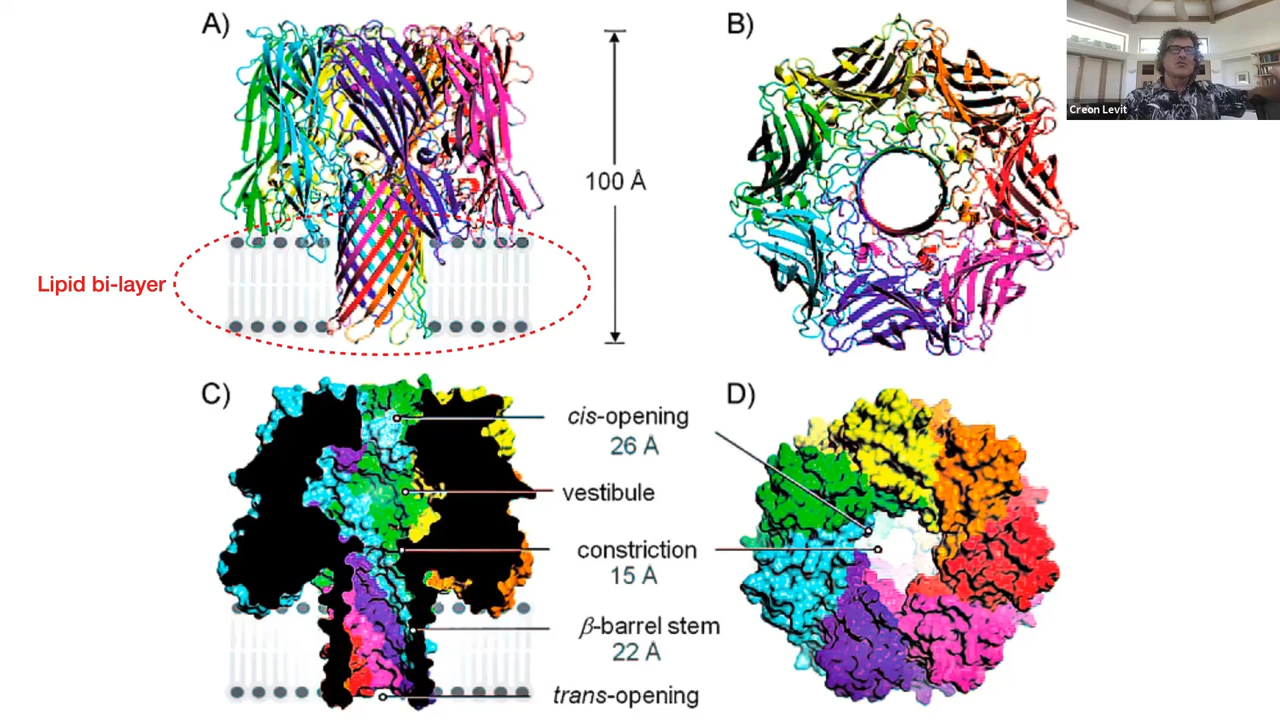 A)
B)
Creon Levit
100 Å
Lipid bi-layer
C)
D)
cis-opening
26 Å
vestibule
constriction
15 Å
β-barrel stem
22 Å
trans-opening